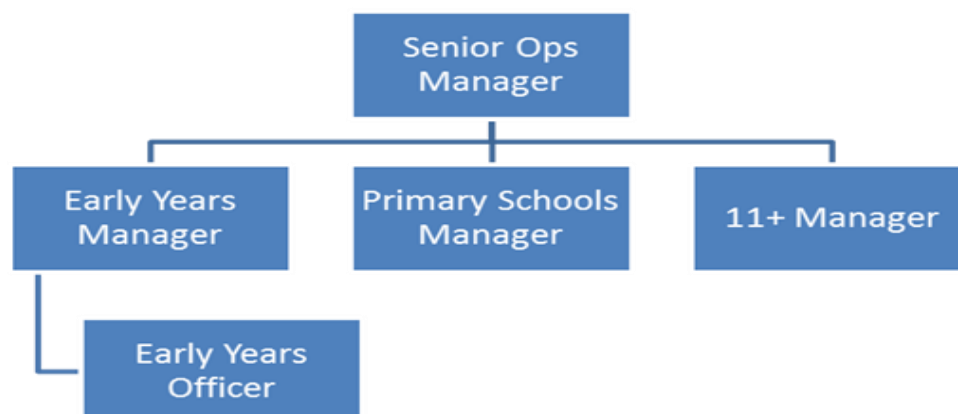 Senior Ops
Manager
Early Years
Manager
Primary Schools
Manager
11+ Manager
Early Years
Officer